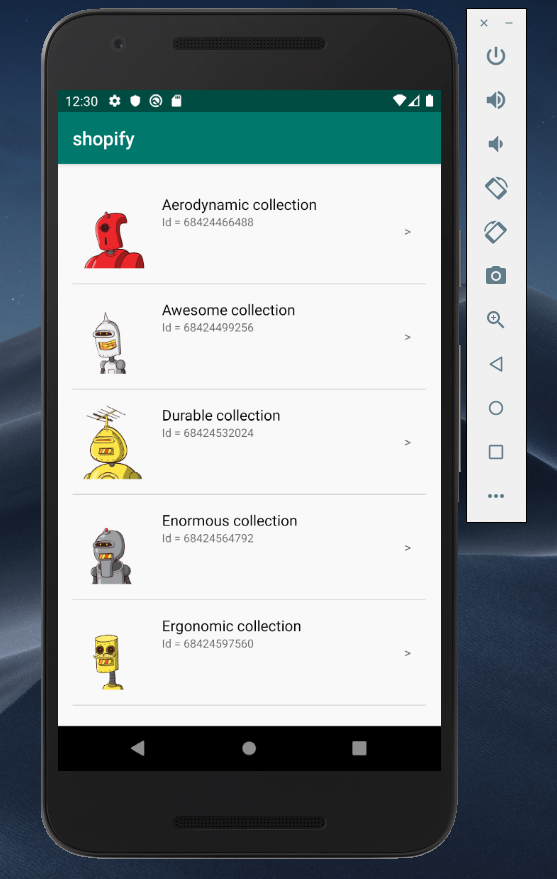 12:30
shopify
Aerodynamic collection
Id = 68424466488
>
Awesome collection
Id = 68424499256
>
Durable collection
Id = 68424532024
>
Enormous collection
Id = 68424564792
>
Ergonomic collection
Id = 68424597560
>